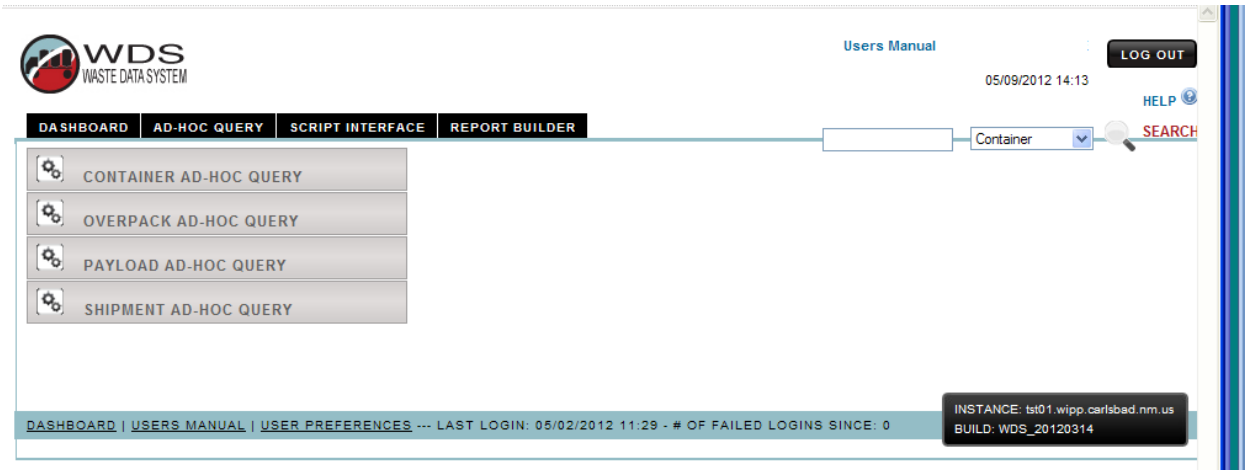 WDS
WASTE DATA SYSTEM
Users Manual
LOG OUT
05/09/2012 14:13
HELP
DASHBOARD AD-HOC QUERY SCRIPT INTERFACE REPORT BUILDER
Container
SEARCH
CONTAINER AD-HOC QUERY
OVERPACK AD-HOC QUERY
PAYLOAD AD-HOC QUERY
SHIPMENT AD-HOC QUERY
INSTANCE: tst01.wipp.carlsbad.nm.us
BUILD: WDS_20120314
DASHBOARD | USERS MANUAL | USER PREFERENCES --- LAST LOGIN: 05/02/2012 11:29 - # OF FAILED LOGINS SINCE: 0